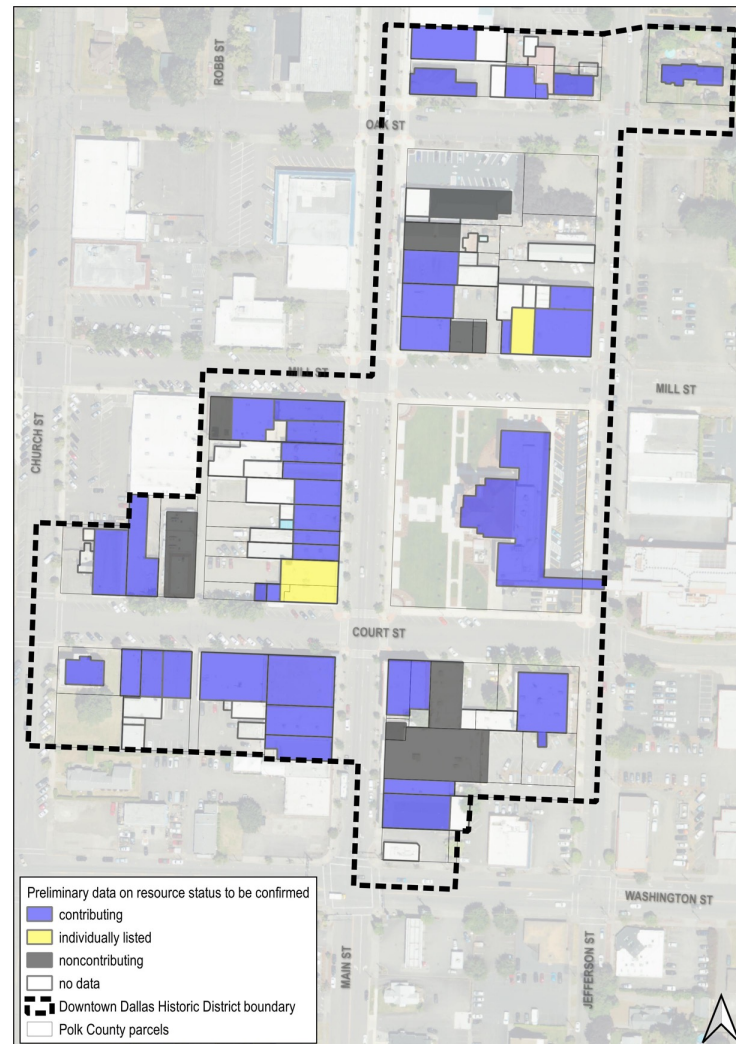 ROBB ST
OAK ST
MILL ST
MILL ST
CHURCH ST
COURT ST
WASHINGTON ST
MAIN ST
JEFFERSON ST
Preliminary data on resource status to be confirmed
contributing
individually listed
noncontributing
no data
Downtown Dallas Historic District boundary
Polk County parcels